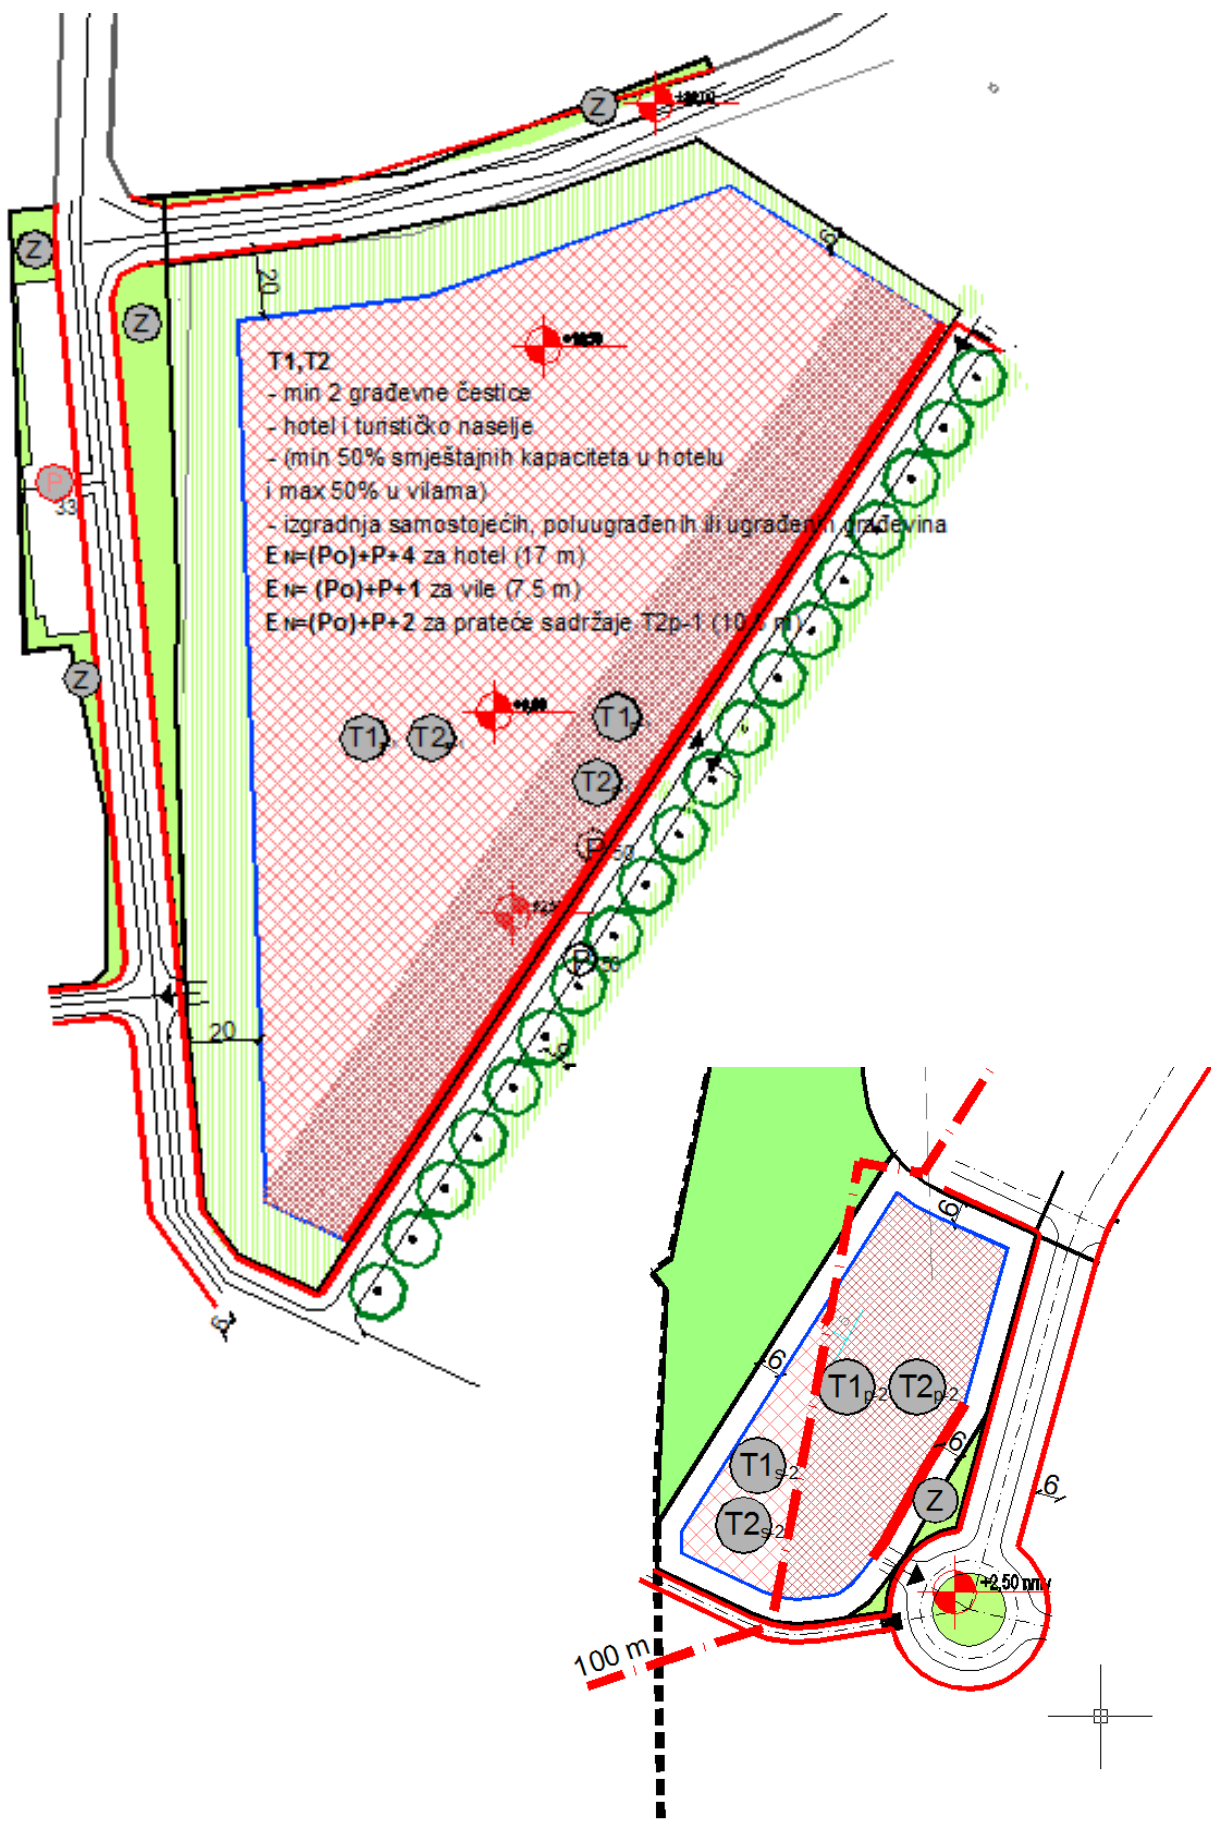 Z
Z
Z
6
20
T1,T2
- min 2 građevne čestice
- hotel i turističko naselje
- (min 50% smještajnih kapaciteta u hotelu
i max 50% u vilama)
- izgradnja samostojećih, poluugrađenih ili ugrađenih građevina
E N=(Po)+P+4 za hotel (17 m)
E N= (Po)+P+1 za vile (7.5 m)
E N=(Po)+P+2 za prateće sadržaje T2p-1 (10,5 m)
P
33
Z
T1
T1 T2
T2
P 50
P 50
20
6
6
T1p-2 T2p-2
T1s-2
T2s-2
6
Z
6
+2,50 nmv
100 m